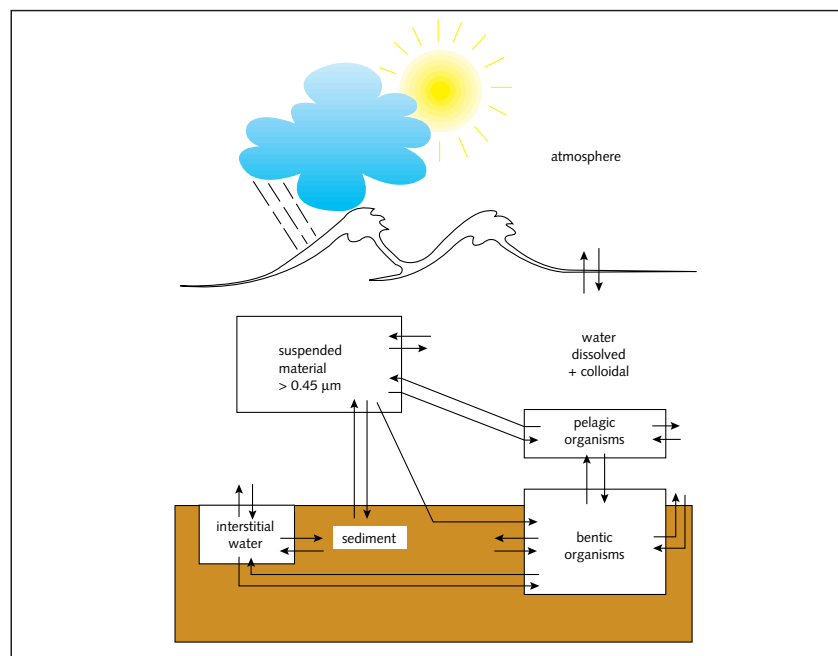 atmosphere
suspended
material
> 0.45 µm
water
dissolved
+ colloidal
pelagic
organisms
interstitial
water
sediment
bentic
organisms